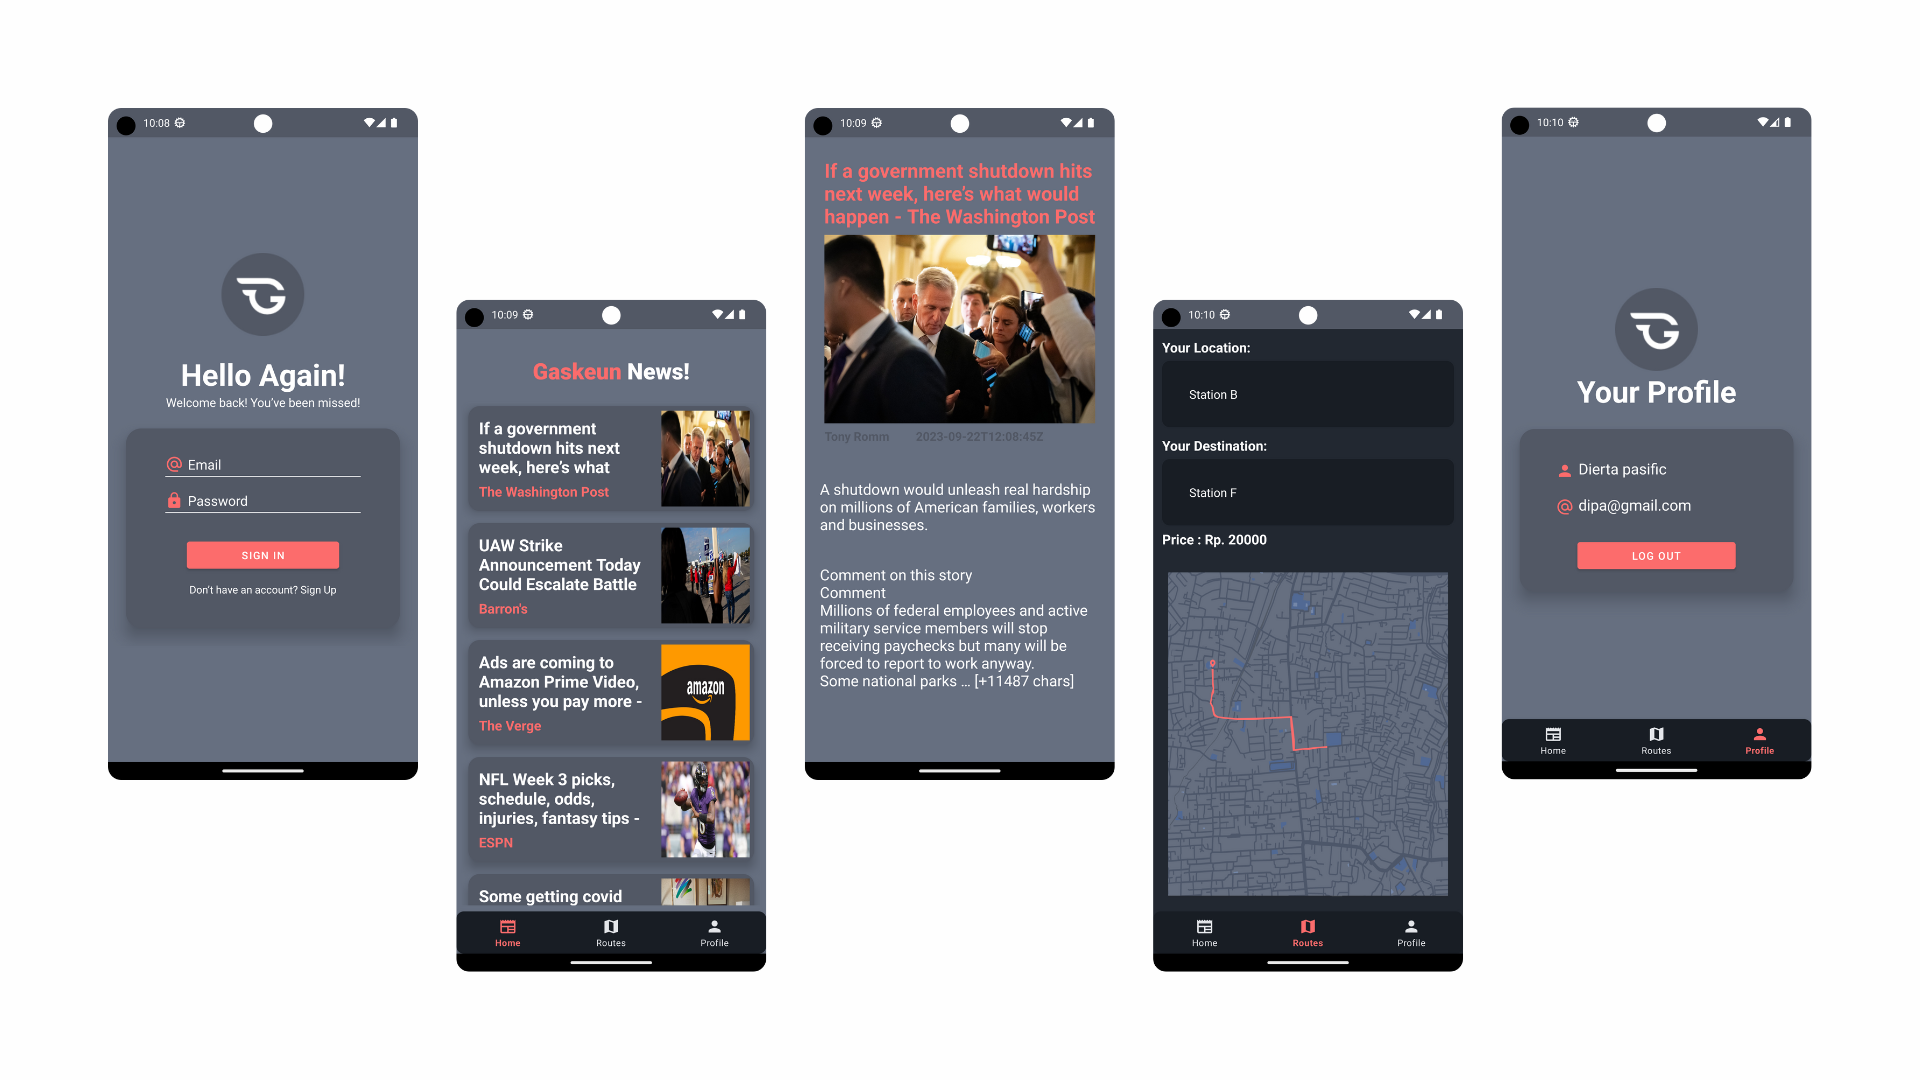 10:08
Hello Again!
Welcome back! You've been missed!
Email
Password
SIGN IN
Don't have an account? Sign Up
10:09
Gaskeun News!
If a government
shutdown hits next
week, here's what
The Washington Post
UAW Strike
Announcement Today
Could Escalate Battle
Barron's
Ads are coming to
Amazon Prime Video,
unless you pay more -
The Verge
amazon
NFL Week 3 picks,
schedule, odds,
injuries, fantasy tips -
ESPN
Some getting covid
Home
Routes
Profile
10:09
If a government shutdown hits
next week, here's what would
happen - The Washington Post
Tony Romm 2023-09-22T12:08:45Z
A shutdown would unleash real hardship
on millions of American families, workers
and businesses.
Comment on this story
Comment
Millions of federal employees and active
military service members will stop
receiving paychecks but many will be
forced to report to work anyway.
Some national parks … [+11487 chars]
10:10
Your Location:
Station B
Your Destination:
Station F
Price : Rp. 20000
Home
Routes
Profile
10:10
Your Profile
Dierta pasific
dipa@gmail.com
LOG OUT
Home
Routes
Profile